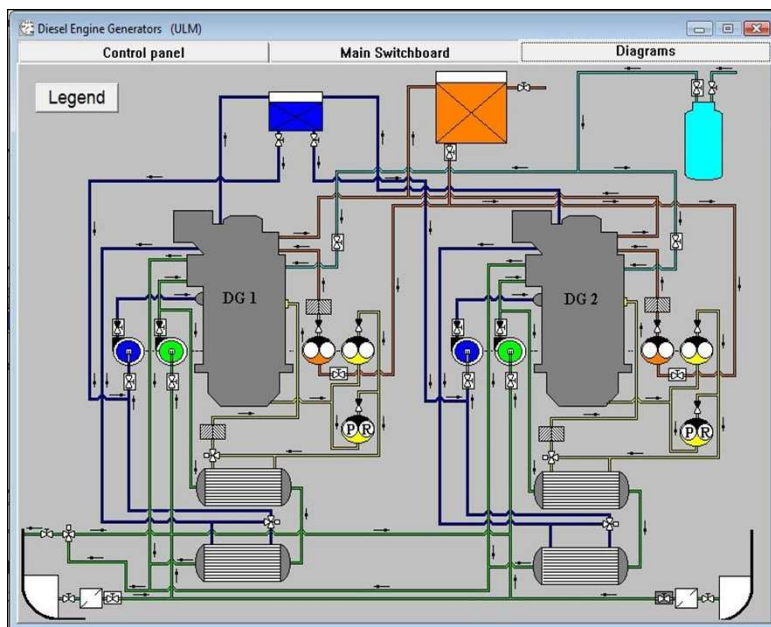 Diesel Engine Generators (ULM)
Control panel
Main Switchboard
Diagrams
Legend
DG 1
DG 2
P R
P R